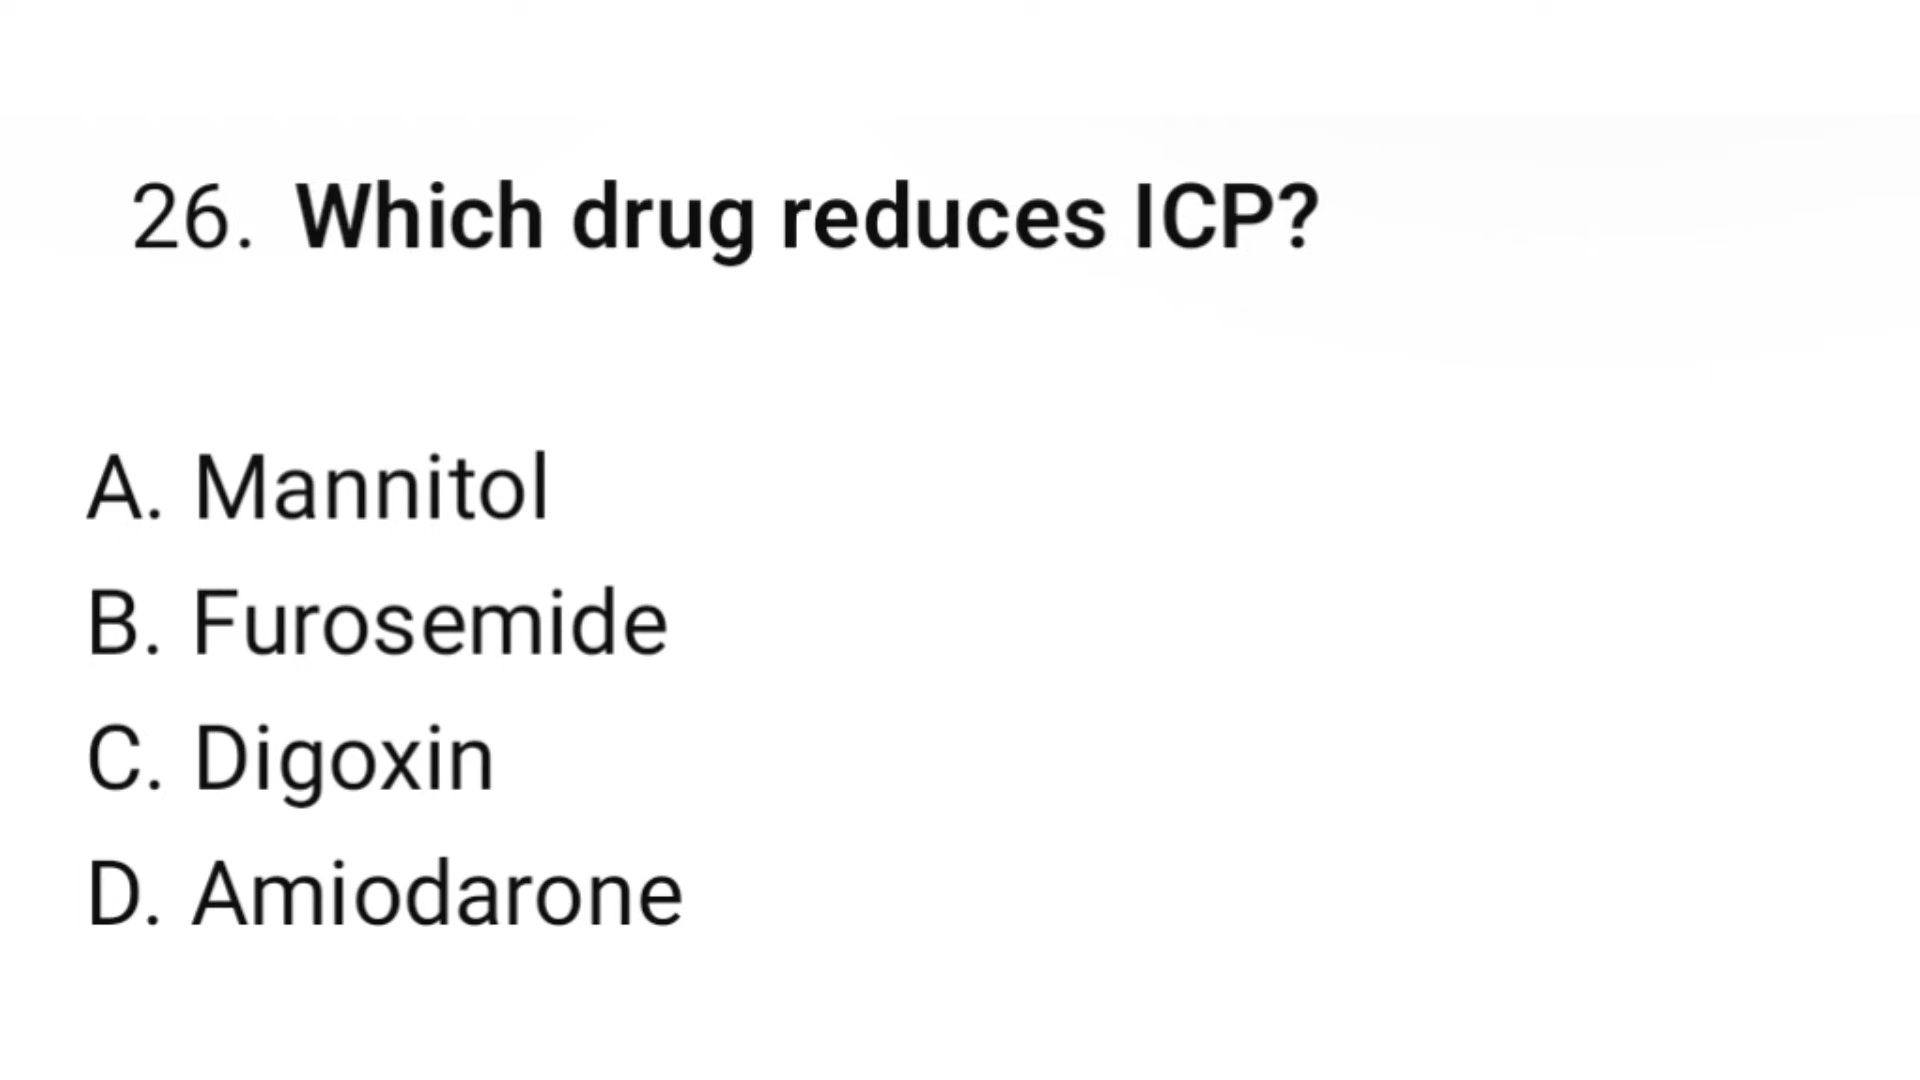 26. Which drug reduces ICP?
A. Mannitol
B. Furosemide
C. Digoxin
D. Amiodarone